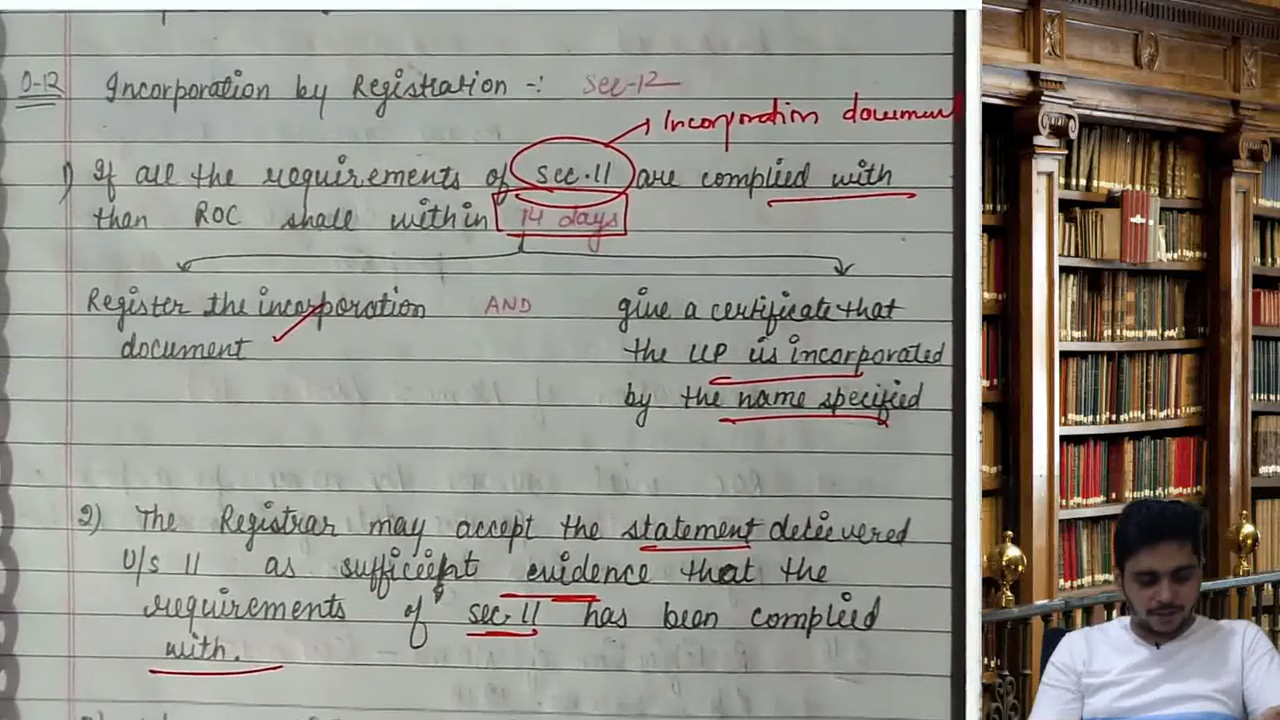 Q-12 Incorporation by Registration -: Sec-12
→ Incorporation document
1) If all the requirements of sec.11 are complied with
than ROC shall within 14 days
Register the incorporation AND give a certificate that
document the LLP is incorporated
by the name specified
2) The Registrar may accept the statement delievered
U/s 11 as sufficient evidence that the
requirements of sec.11 has been complied
with.